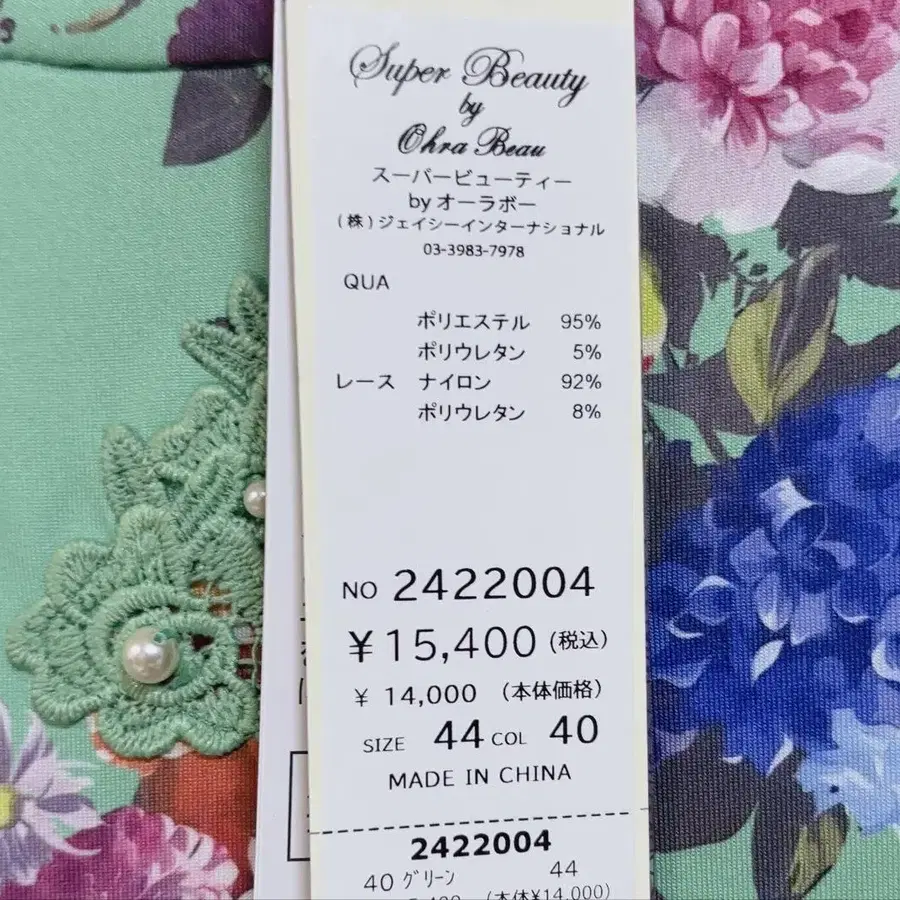 Super Beauty
by
Ohra Beau
スーパービューティー
by オーラボー
(株)ジェイシーインターナショナル
03-3983-7978
QUA
ポリエステル 95%
ポリウレタン 5%
レース ナイロン 92%
ポリウレタン 8%
NO 2422004
¥15,400 (税込)
¥ 14,000 (本体価格)
SIZE 44 COL 40
MADE IN CHINA
2422004
40 グリーン 44
(本体¥14,000)